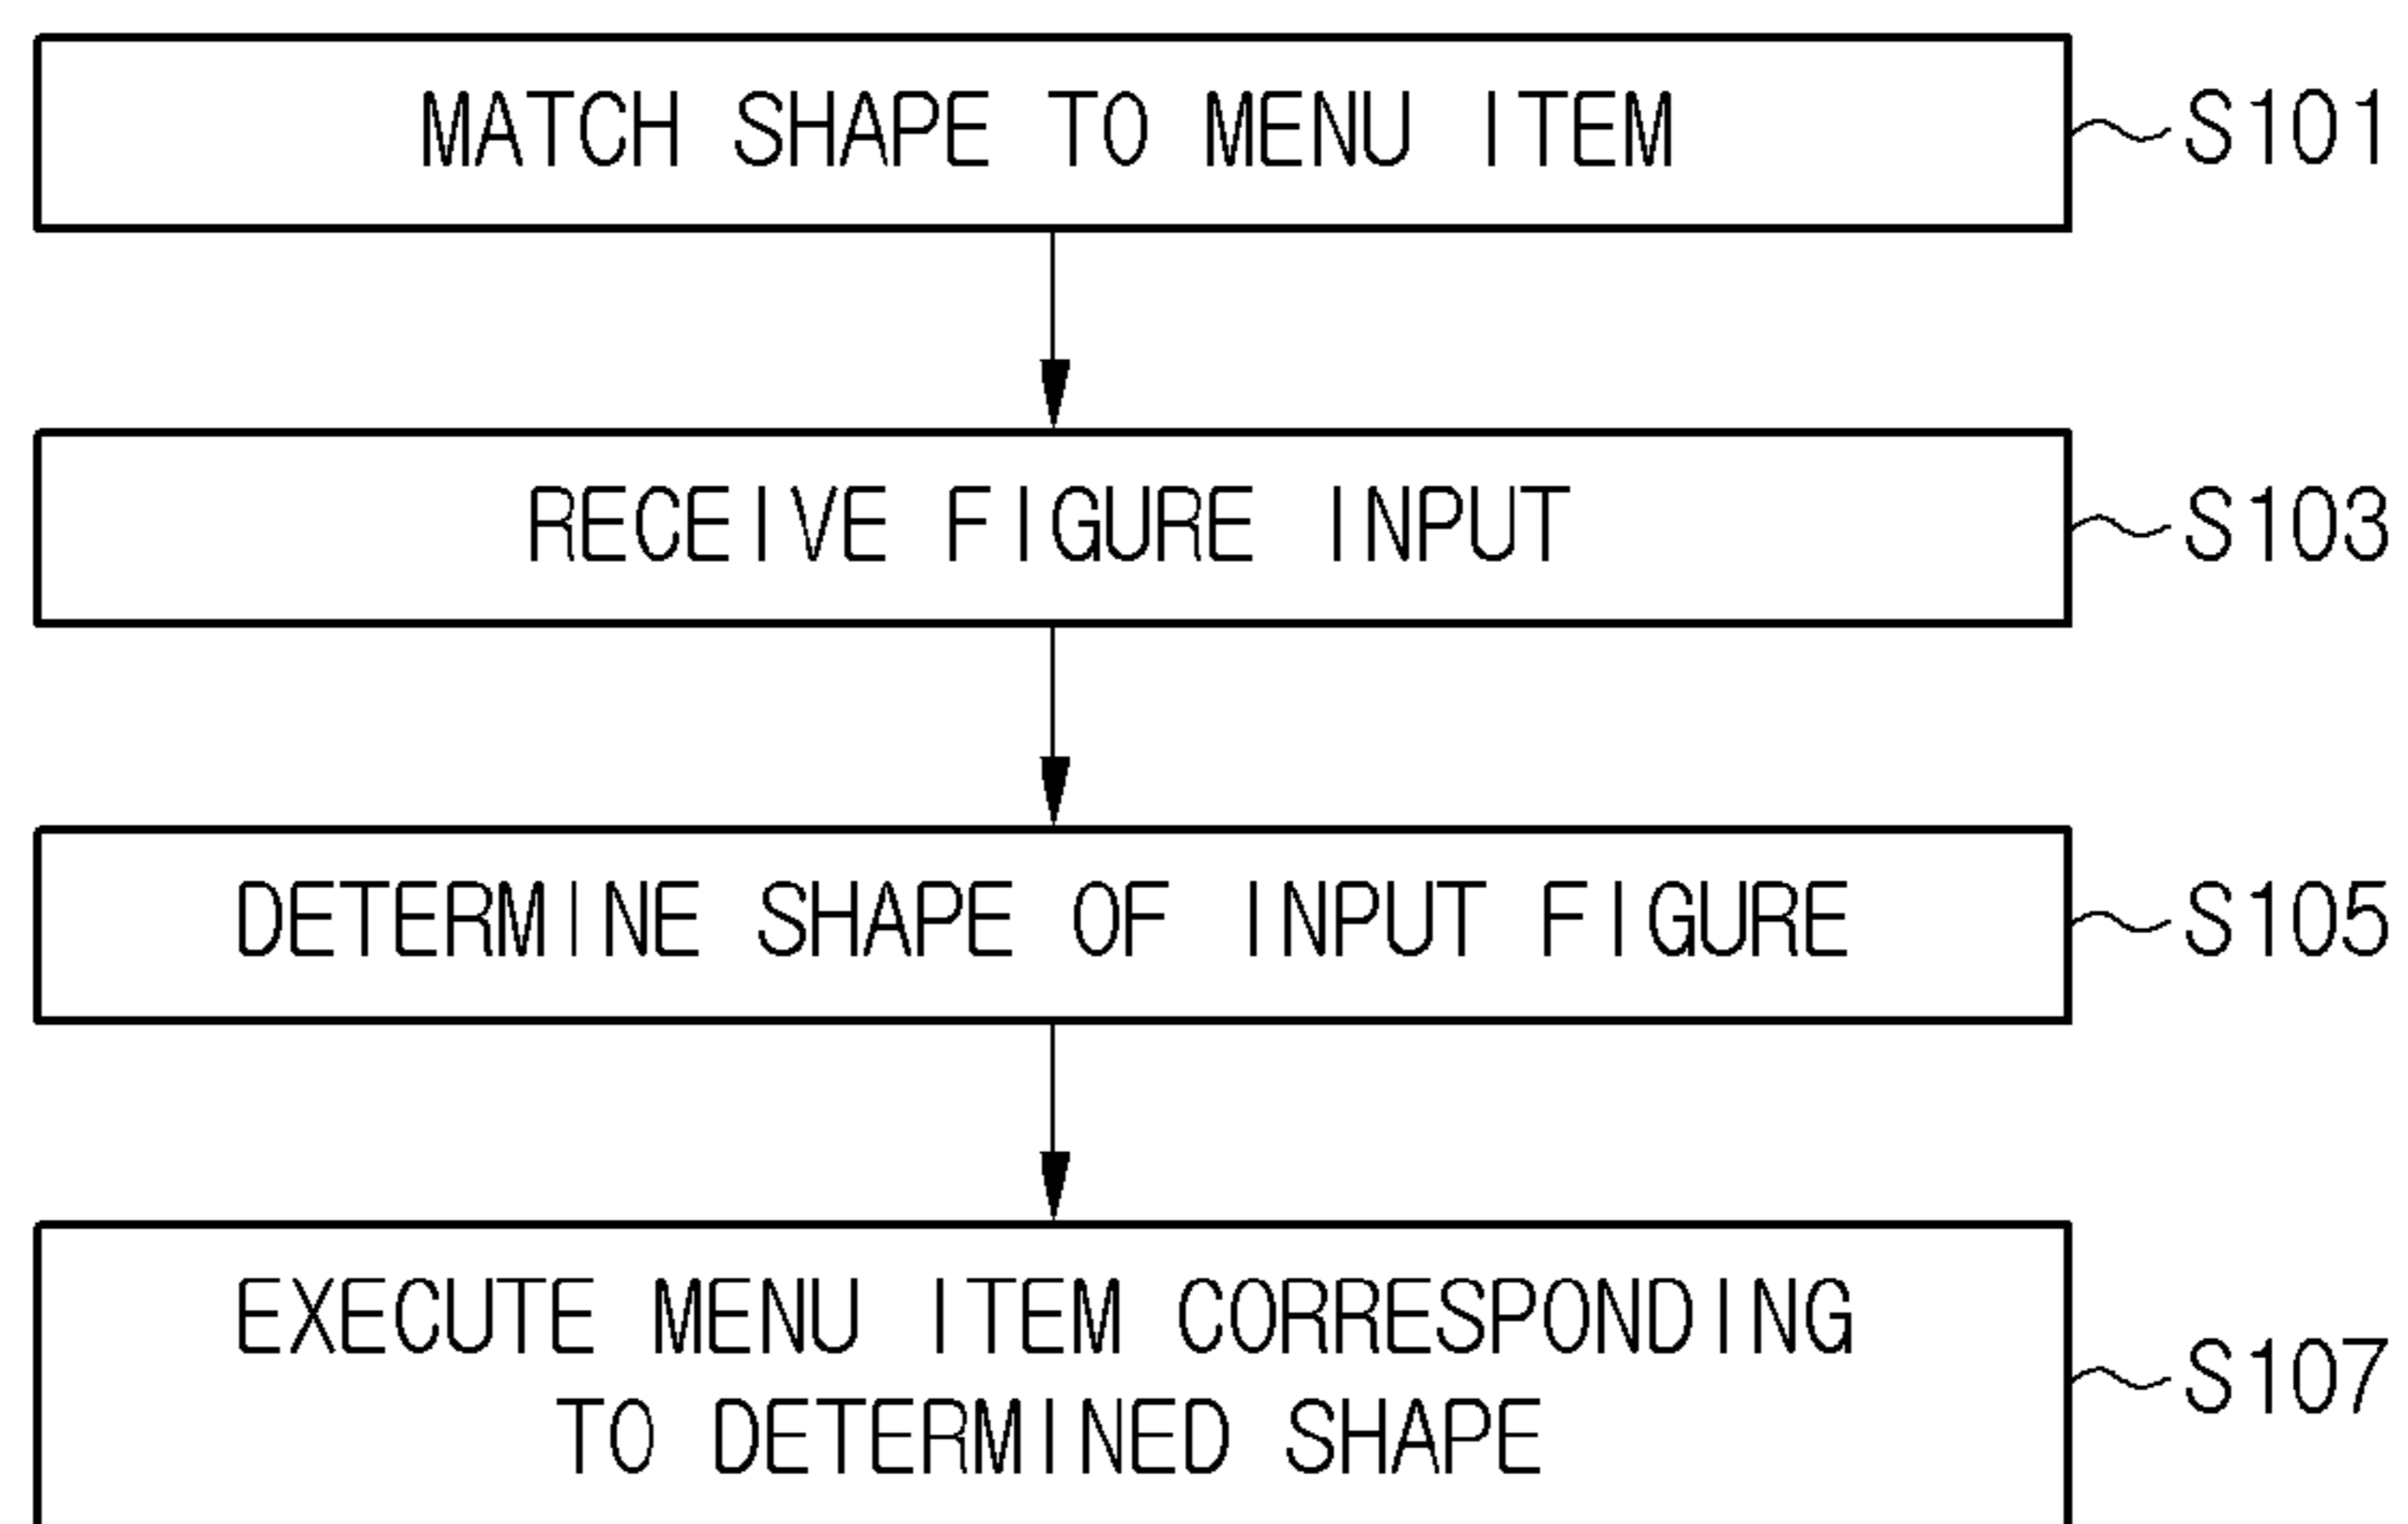 MATCH SHAPE TO MENU ITEM
S101
RECEIVE FIGURE INPUT
S103
DETERMINE SHAPE OF INPUT FIGURE
S105
EXECUTE MENU ITEM CORRESPONDING
TO DETERMINED SHAPE
S107